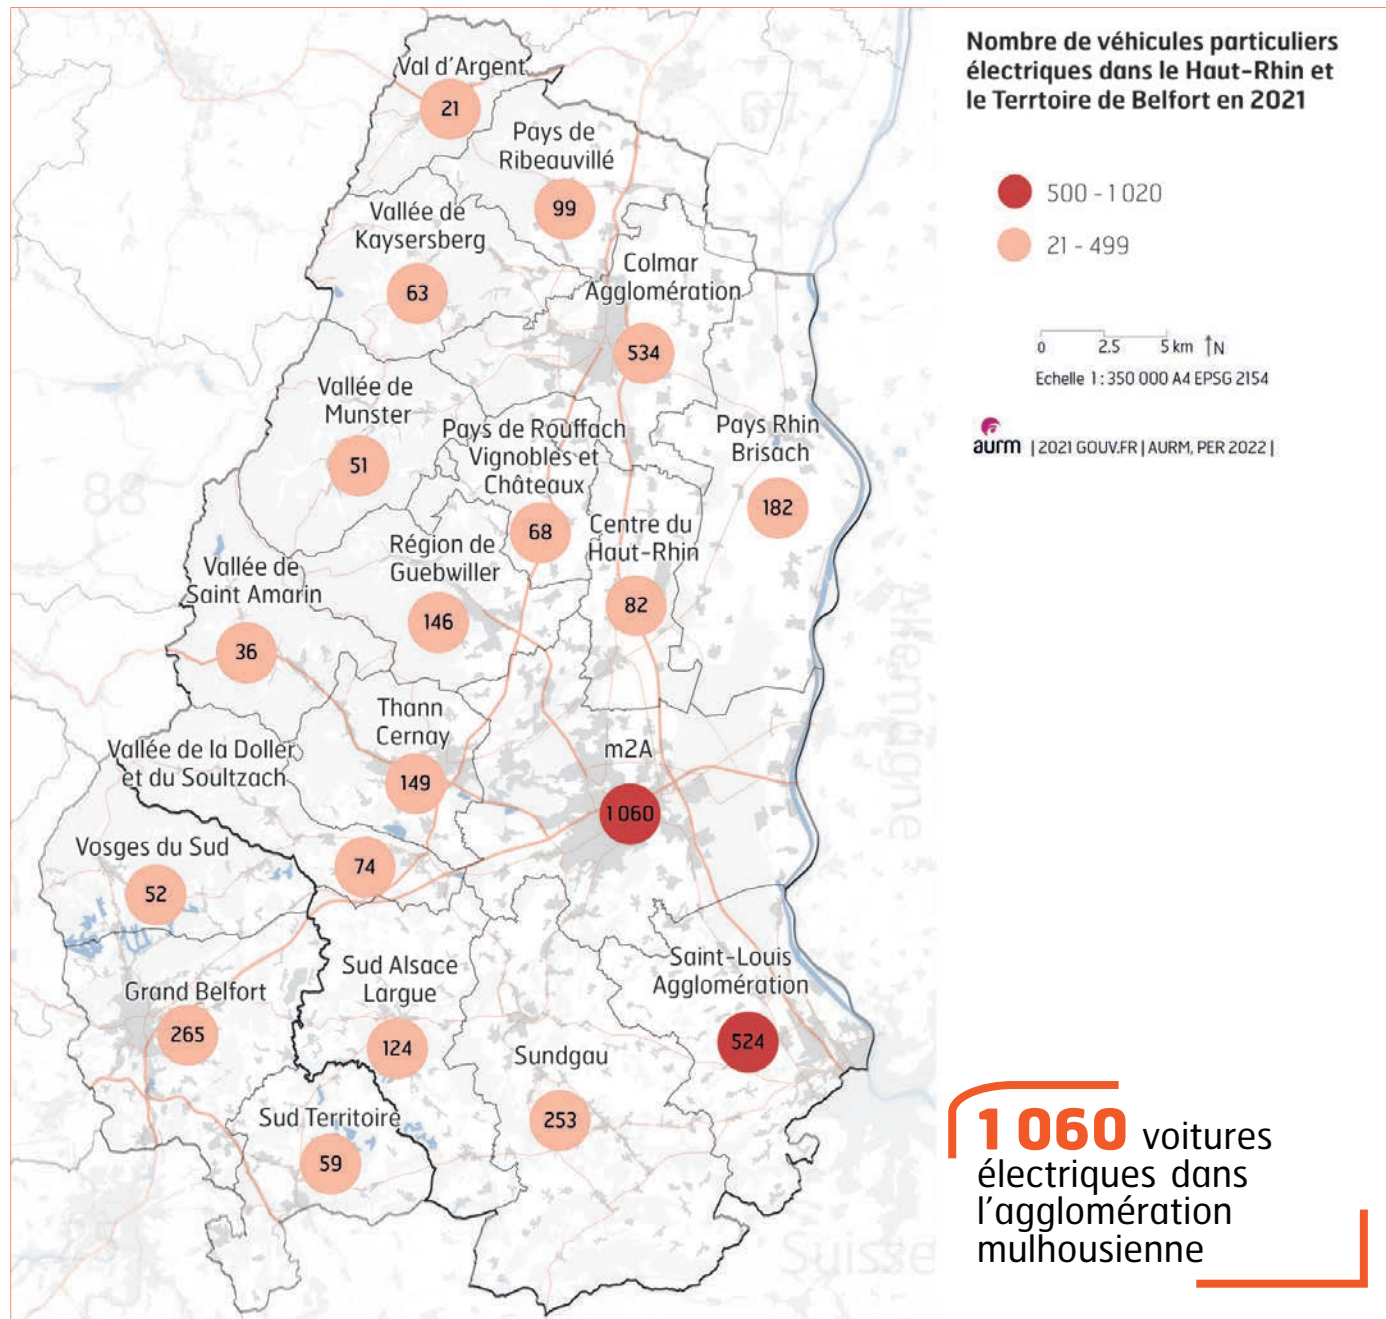 Nombre de véhicules particuliers
électriques dans le Haut-Rhin et
le Terrtoire de Belfort en 2021
500 - 1 020
21 - 499
0 2.5 5 km N
Echelle 1 : 350 000 A4 EPSG 2154
aurm | 2021 GOUV.FR | AURM, PER 2022 |
Val d'Argent
21
67
Pays de
Ribeauvillé
99
Vallée de
Kaysersberg
63
Colmar
Agglomération
534
Vallée de
Munster
51
Pays de Rouffach
Vignobles et
Châteaux
68
Pays Rhin
Brisach
182
88
Centre du
Haut-Rhin
82
Région de
Guebwiller
146
Vallée de
Saint Amarin
36
Allemagne
Thann
Cernay
149
m2A
1 060
Vallée de la Doller
et du Soultzach
74
Vosges du Sud
52
Grand Belfort
265
Sud Alsace
Largue
124
Saint-Louis
Agglomération
524
Sundgau
253
Sud Territoire
59
Suisse
1 060 voitures
électriques dans
l'agglomération
mulhousienne